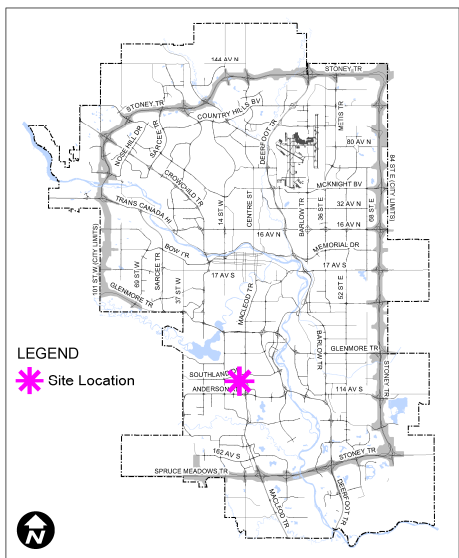 144 AV N
STONEY TR
STONEY TR
COUNTRY HILLS BV
NOSE HILL DR
SARCEE TR
DEERFOOT TR
METIS TR
80 AV N
84 ST E (CITY LIMITS)
CROWCHILD TR
MCKNIGHT BV
TRANS CANADA HI
14 ST W
CENTRE ST
BARLOW TR
36 ST E
32 AV N
68 ST E
16 AV N
16 AV N
101 ST W (CITY LIMITS)
BOW TR
MEMORIAL DR
69 ST W
SARCEE TR
37 ST W
17 AV S
17 AV S
GLENMORE TR
MACLEOD TR
52 ST E
BARLOW TR
GLENMORE TR
LEGEND
Site Location
SOUTHLAND
ANDERSON
114 AV S
STONEY TR
162 AV S
STONEY TR
SPRUCE MEADOWS TR
MACLEOD TR
DEERFOOT TR
N